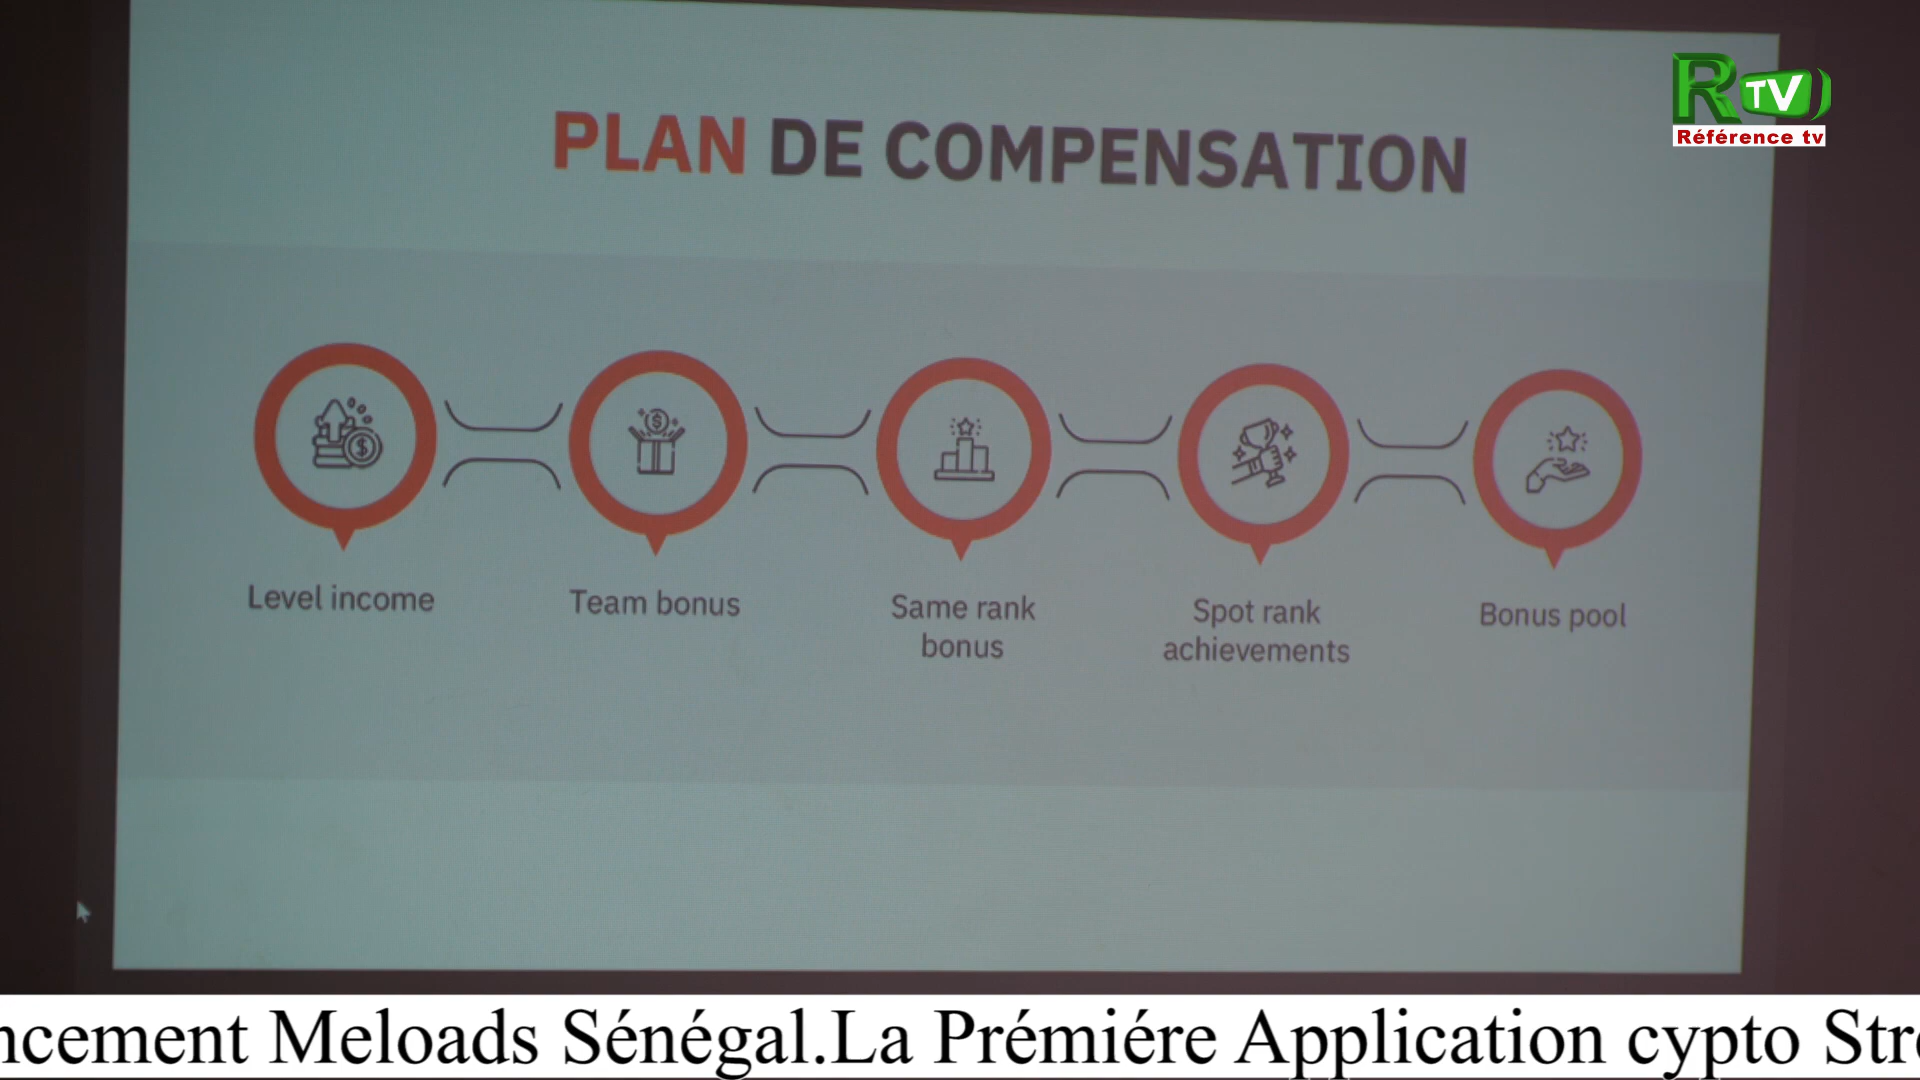 PLAN DE COMPENSATION
R TV
Référence tv
Level income
Team bonus
Same rank
bonus
Spot rank
achievements
Bonus pool
ncement Meloads Sénégal.La Prémiére Application cypto Str